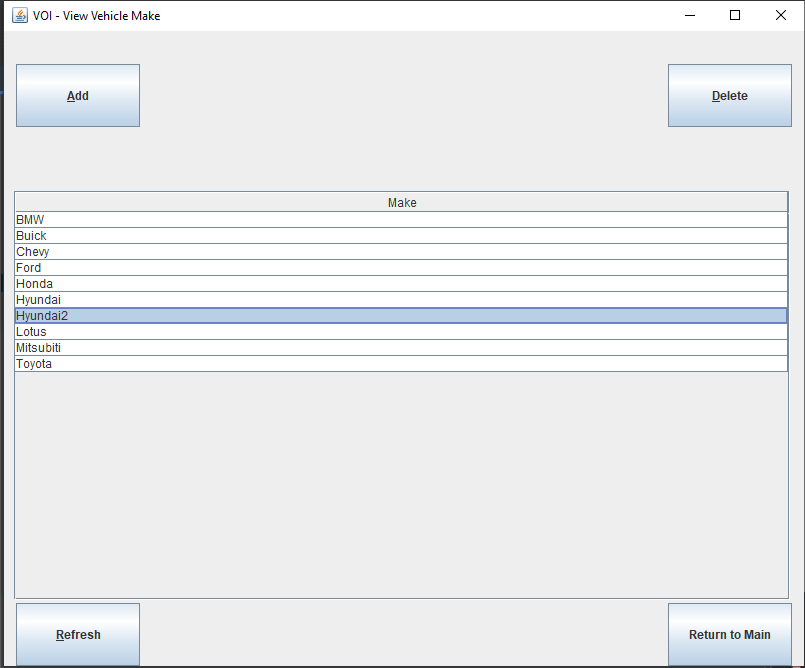 VOI - View Vehicle Make
Add
Delete
Make
BMW
Buick
Chevy
Ford
Honda
Hyundai
Hyundai2
Lotus
Mitsubiti
Toyota
Refresh
Return to Main